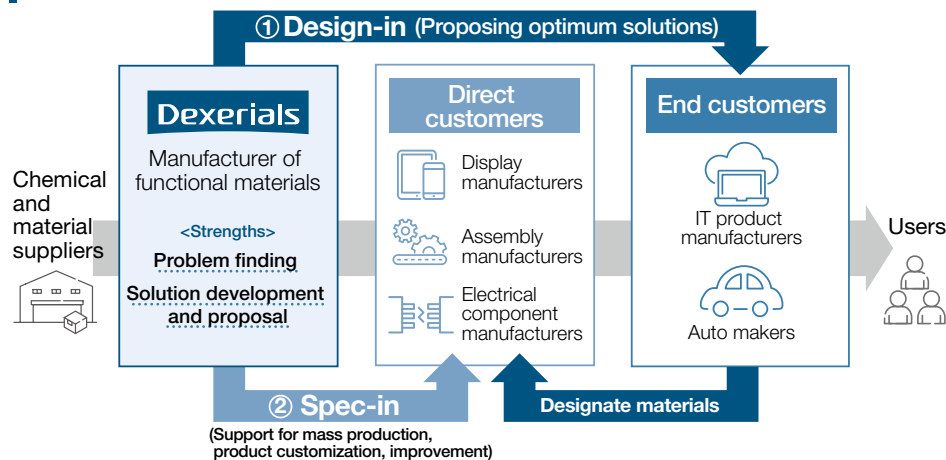 ① Design-in (Proposing optimum solutions)
Chemical
and
material
suppliers
Dexerials
Manufacturer of
functional materials
<Strengths>
Problem finding
Solution development
and proposal
Direct
customers
Display
manufacturers
Assembly
manufacturers
Electrical
component
manufacturers
End customers
IT product
manufacturers
Auto makers
Users
② Spec-in
(Support for mass production,
product customization, improvement)
Designate materials